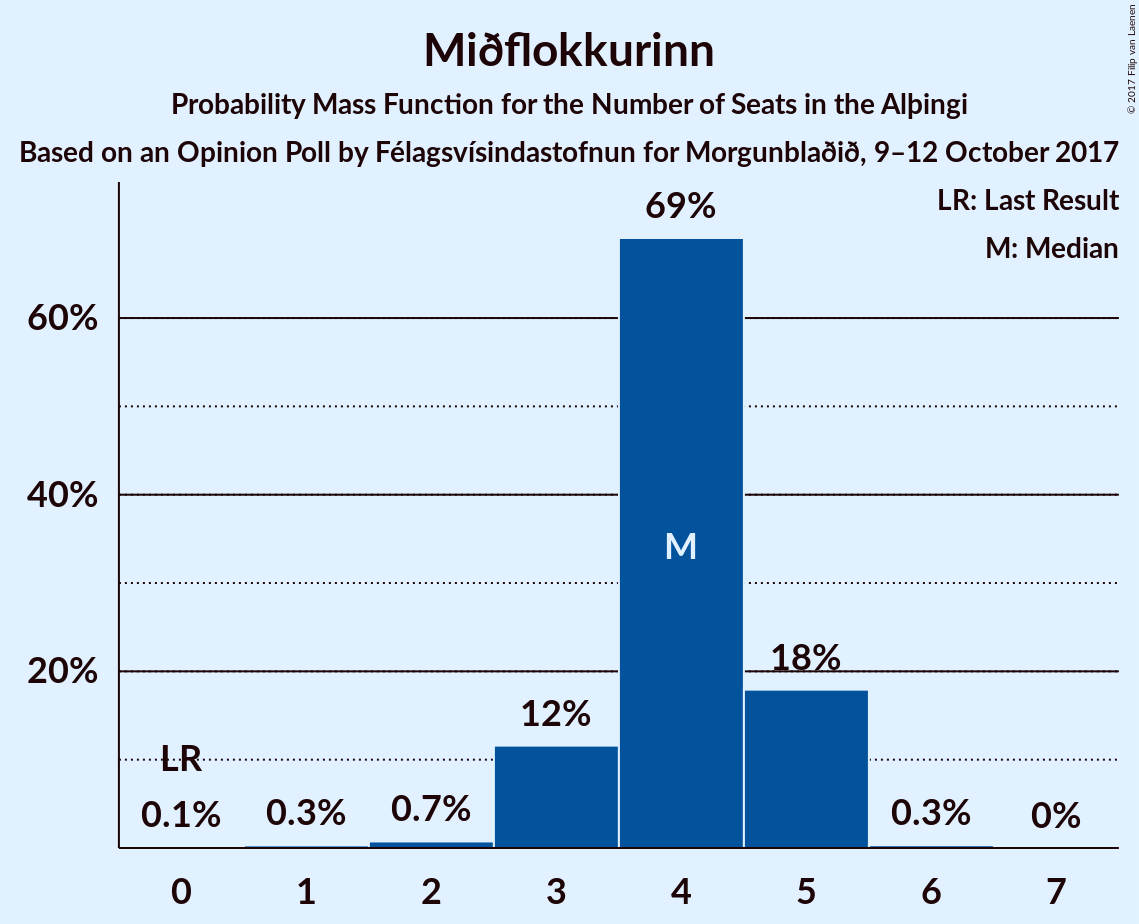 Miðflokkurinn
Probability Mass Function for the Number of Seats in the Alþingi
Based on an Opinion Poll by Félagsvísindastofnun for Morgunblaðið, 9–12 October 2017
© 2017 Filip van Laenen
LR: Last Result
M: Median
69%
60%
40%
M
20%
18%
12%
LR
0.1%
0.3%
0.7%
0.3%
0%
0 1 2 3 4 5 6 7